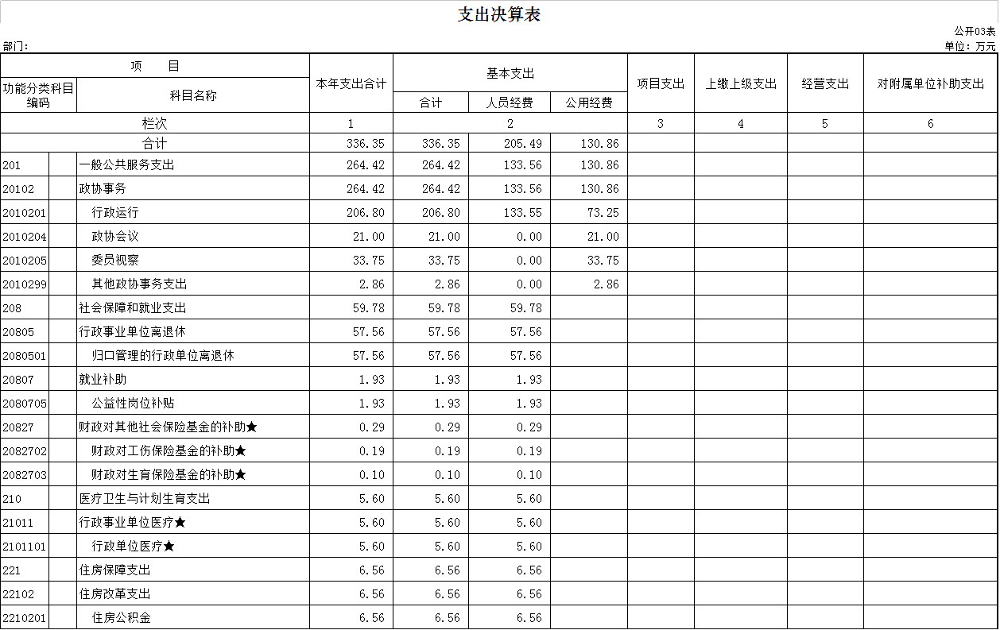 支出决算表
公开03表
部门: 单位: 万元
项 目 本年支出合计 基本支出 项目支出 上缴上级支出 经营支出 对附属单位补助支出
功能分类科目编码 科目名称 合计 人员经费 公用经费
栏次 1 2 3 4 5 6
合计 336.35 336.35 205.49 130.86
201 一般公共服务支出 264.42 264.42 133.56 130.86
20102 政协事务 264.42 264.42 133.56 130.86
2010201 行政运行 206.80 206.80 133.55 73.25
2010204 政协会议 21.00 21.00 0.00 21.00
2010205 委员视察 33.75 33.75 0.00 33.75
2010299 其他政协事务支出 2.86 2.86 0.00 2.86
208 社会保障和就业支出 59.78 59.78 59.78
20805 行政事业单位离退休 57.56 57.56 57.56
2080501 归口管理的行政单位离退休 57.56 57.56 57.56
20807 就业补助 1.93 1.93 1.93
2080705 公益性岗位补贴 1.93 1.93 1.93
20827 财政对其他社会保险基金的补助★ 0.29 0.29 0.29
2082702 财政对工伤保险基金的补助★ 0.19 0.19 0.19
2082703 财政对生育保险基金的补助★ 0.10 0.10 0.10
210 医疗卫生与计划生育支出 5.60 5.60 5.60
21011 行政事业单位医疗★ 5.60 5.60 5.60
2101101 行政单位医疗★ 5.60 5.60 5.60
221 住房保障支出 6.56 6.56 6.56
22102 住房改革支出 6.56 6.56 6.56
2210201 住房公积金 6.56 6.56 6.56